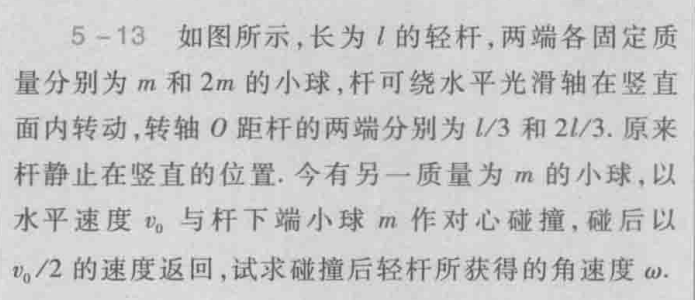 5-13 如图所示,长为 l 的轻杆,两端各固定质
量分别为 m 和 2m 的小球,杆可绕水平光滑轴在竖直
面内转动,转轴 O 距杆的两端分别为 l/3 和 2l/3. 原来
杆静止在竖直的位置. 今有另一质量为 m 的小球,以
水平速度 v₀ 与杆下端小球 m 作对心碰撞,碰后以
v₀/2 的速度返回,试求碰撞后轻杆所获得的角速度 ω.